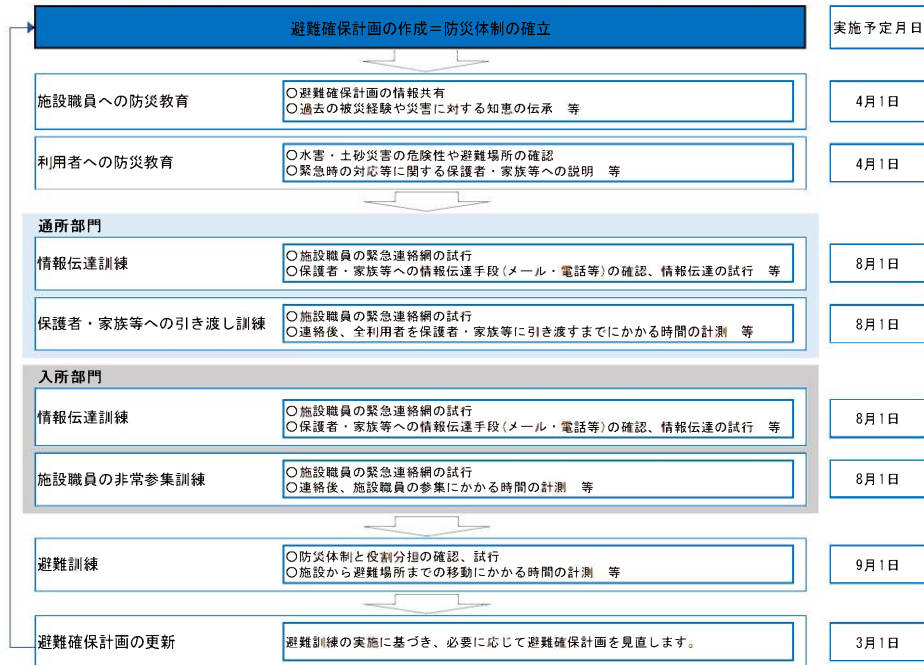 避難確保計画の作成＝防災体制の確立
実施予定月日
施設職員への防災教育
○避難確保計画の情報共有
○過去の被災経験や災害に対する知恵の伝承　等
4月1日
利用者への防災教育
○水害・土砂災害の危険性や避難場所の確認
○緊急時の対応等に関する保護者・家族等への説明　等
4月1日
通所部門
情報伝達訓練
○施設職員の緊急連絡網の試行
○保護者・家族等への情報伝達手段(メール・電話等)の確認、情報伝達の試行　等
8月1日
保護者・家族等への引き渡し訓練
○施設職員の緊急連絡網の試行
○連絡後、全利用者を保護者・家族等に引き渡すまでにかかる時間の計測　等
8月1日
入所部門
情報伝達訓練
○施設職員の緊急連絡網の試行
○保護者・家族等への情報伝達手段(メール・電話等)の確認、情報伝達の試行　等
8月1日
施設職員の非常参集訓練
○施設職員の緊急連絡網の試行
○連絡後、施設職員の参集にかかる時間の計測　等
8月1日
避難訓練
○防災体制と役割分担の確認、試行
○施設から避難場所までの移動にかかる時間の計測　等
9月1日
避難確保計画の更新
避難訓練の実施に基づき、必要に応じて避難確保計画を見直します。
3月1日